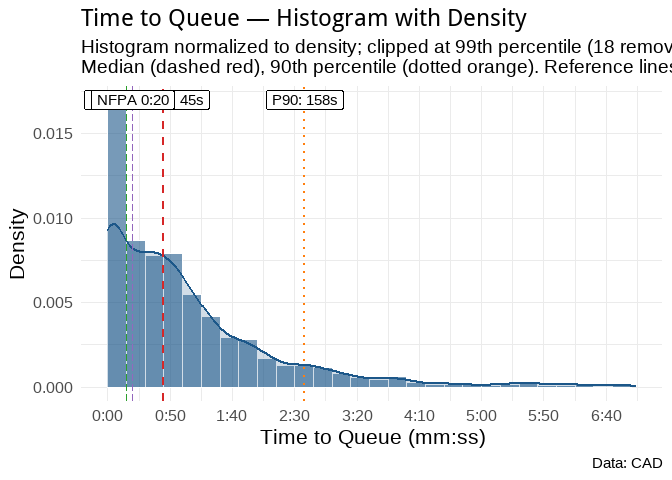 Time to Queue — Histogram with Density
Histogram normalized to density; clipped at 99th percentile (18 remov
Median (dashed red), 90th percentile (dotted orange). Reference lines
NFPA 0:20
45s
P90: 158s
0.015
0.010
0.005
0.000
Density
0:00 0:50 1:40 2:30 3:20 4:10 5:00 5:50 6:40
Time to Queue (mm:ss)
Data: CAD